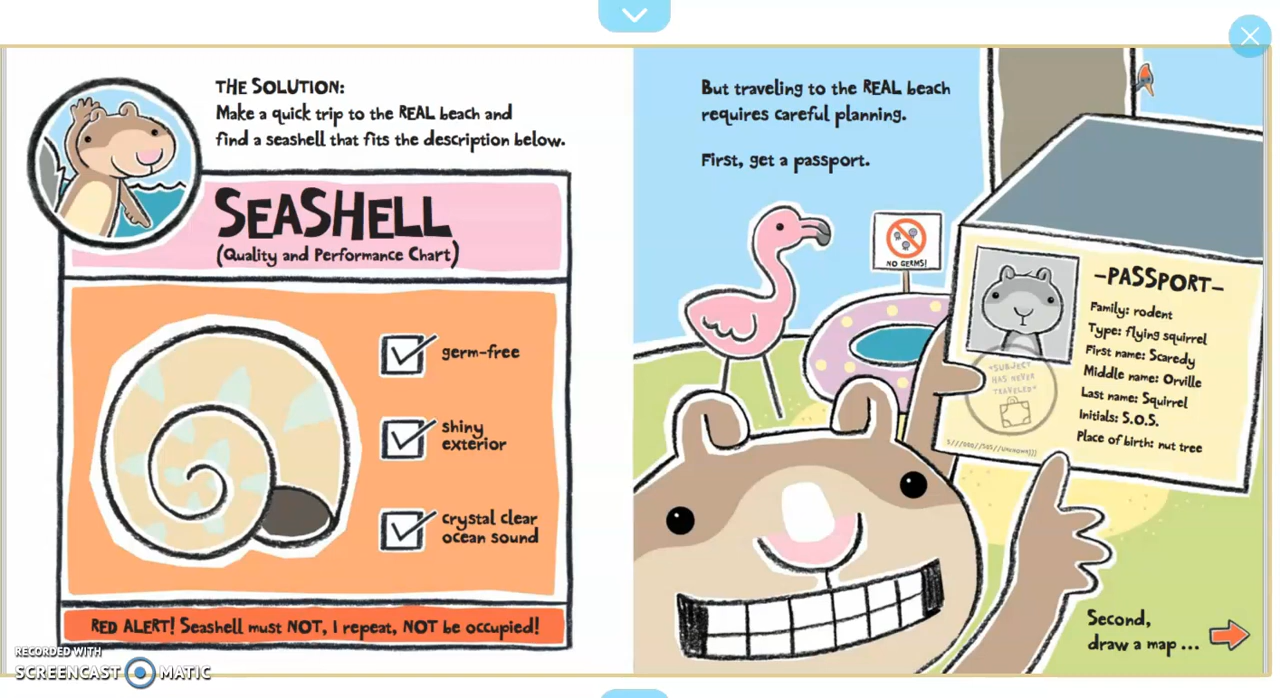 THE SOLUTION:
Make a quick trip to the REAL beach and
find a seashell that fits the description below.
SEASHELL
(Quality and Performance Chart)
germ-free
shiny
exterior
crystal clear
ocean sound
RED ALERT! Seashell must NOT, I repeat, NOT be occupied!
RECORDED WITH
SCREENCAST MATIC
But traveling to the REAL beach
requires careful planning.
First, get a passport.
NO GERMS!
-PASSPORT-
Family: rodent
Type: flying squirrel
First name: Scaredy
Middle name: Orville
Last name: Squirrel
Initials: S.O.S.
Place of birth: nut tree
"SUBJECT
HAS NEVER
TRAVELED"
Second,
draw a map ...